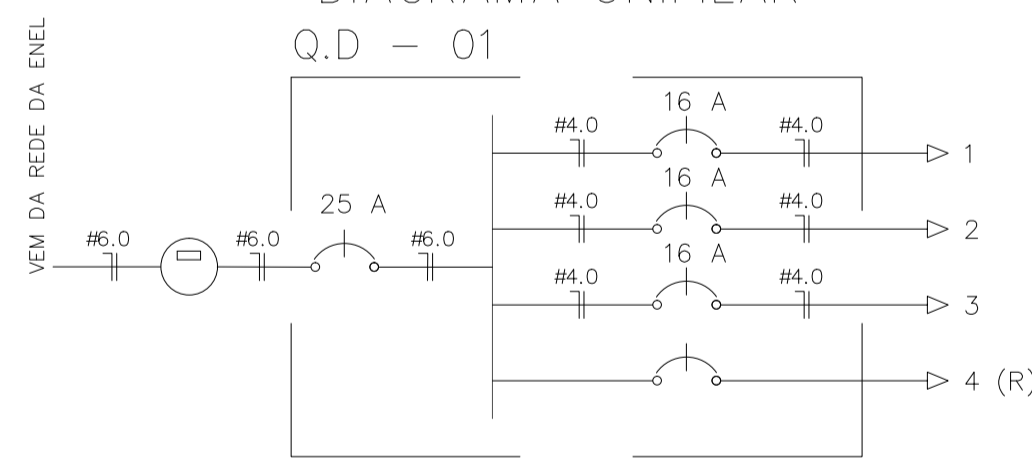 DIAGRAMA UNIFILAR
Q.D - 01
VEM DA REDE DA ENEL
#6.0
#6.0
25 A
#6.0
#4.0
16 A
#4.0
1
#4.0
16 A
#4.0
2
#4.0
16 A
#4.0
3
4 (R)